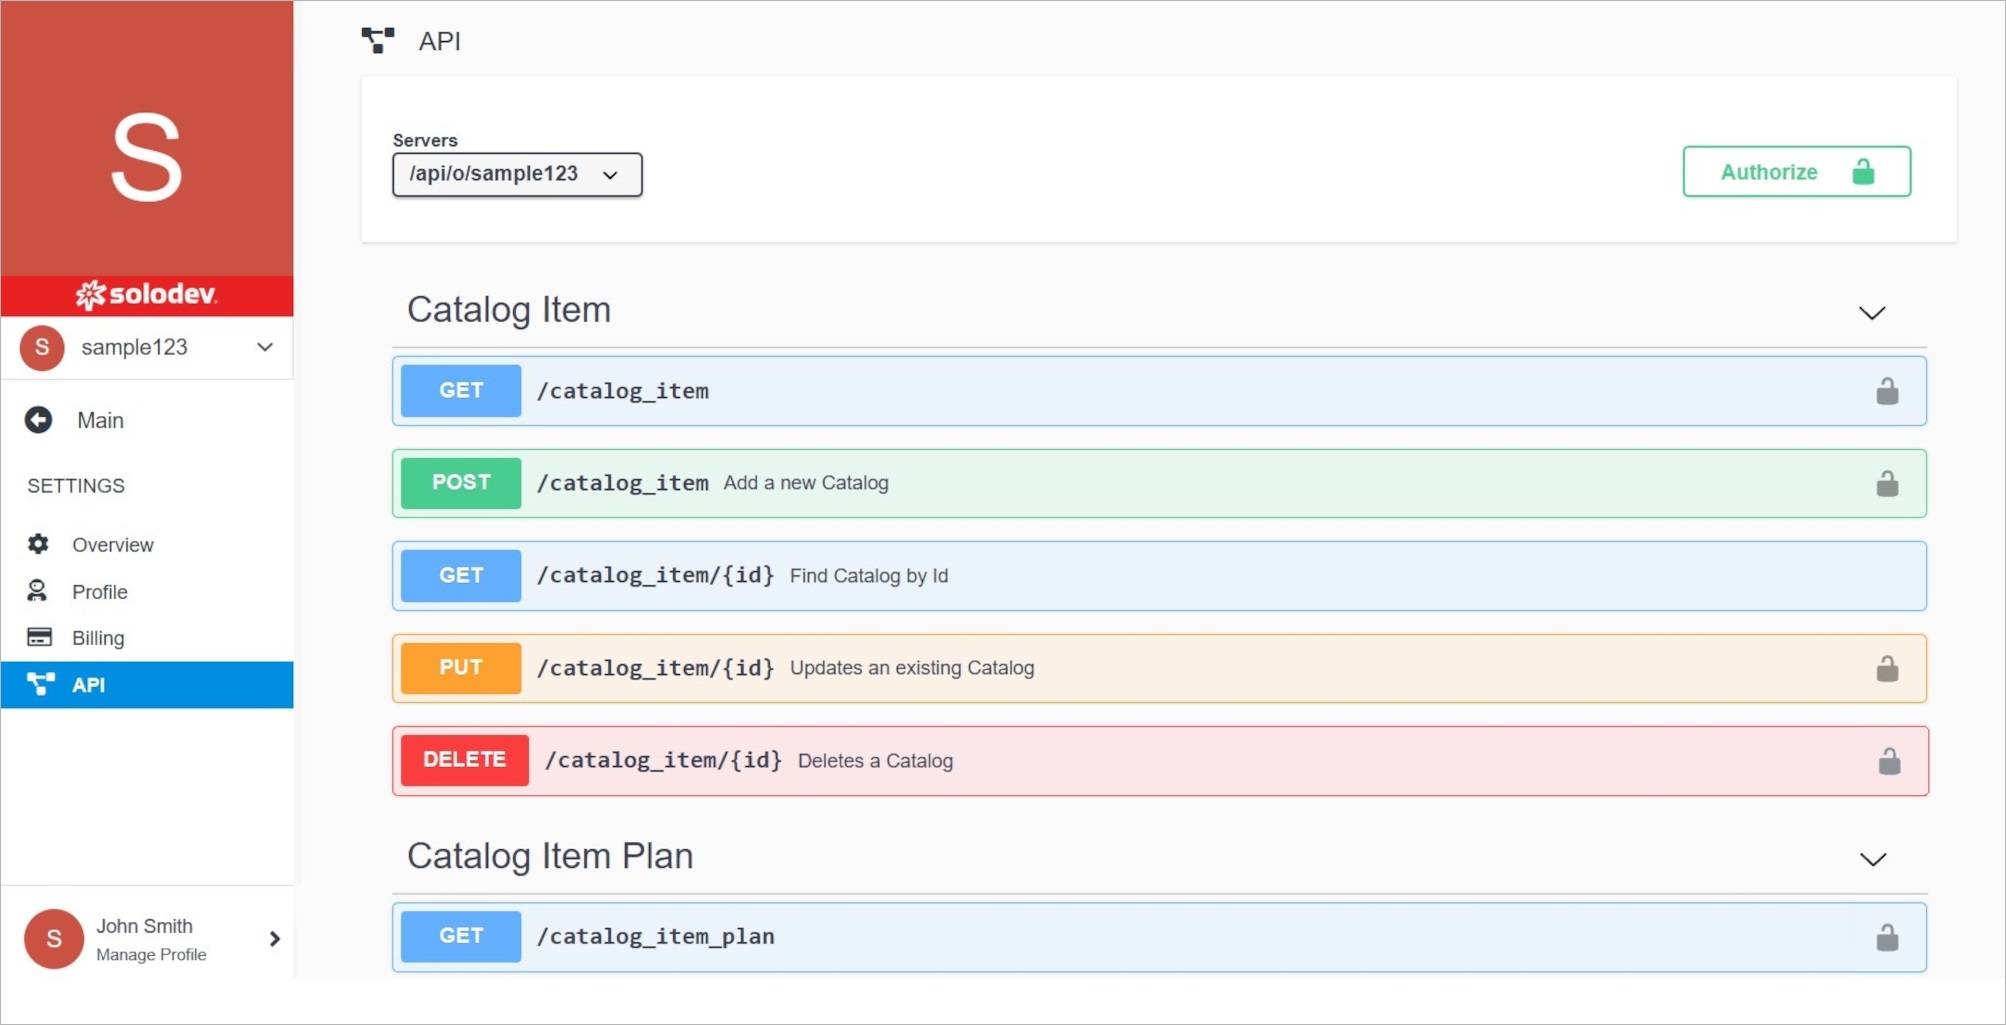 S
solodev
S sample123
Main
SETTINGS
Overview
Profile
Billing
API
S John Smith
Manage Profile
API
Servers
/api/o/sample123
Authorize
Catalog Item
GET /catalog_item
POST /catalog_item Add a new Catalog
GET /catalog_item/{id} Find Catalog by Id
PUT /catalog_item/{id} Updates an existing Catalog
DELETE /catalog_item/{id} Deletes a Catalog
Catalog Item Plan
GET /catalog_item_plan